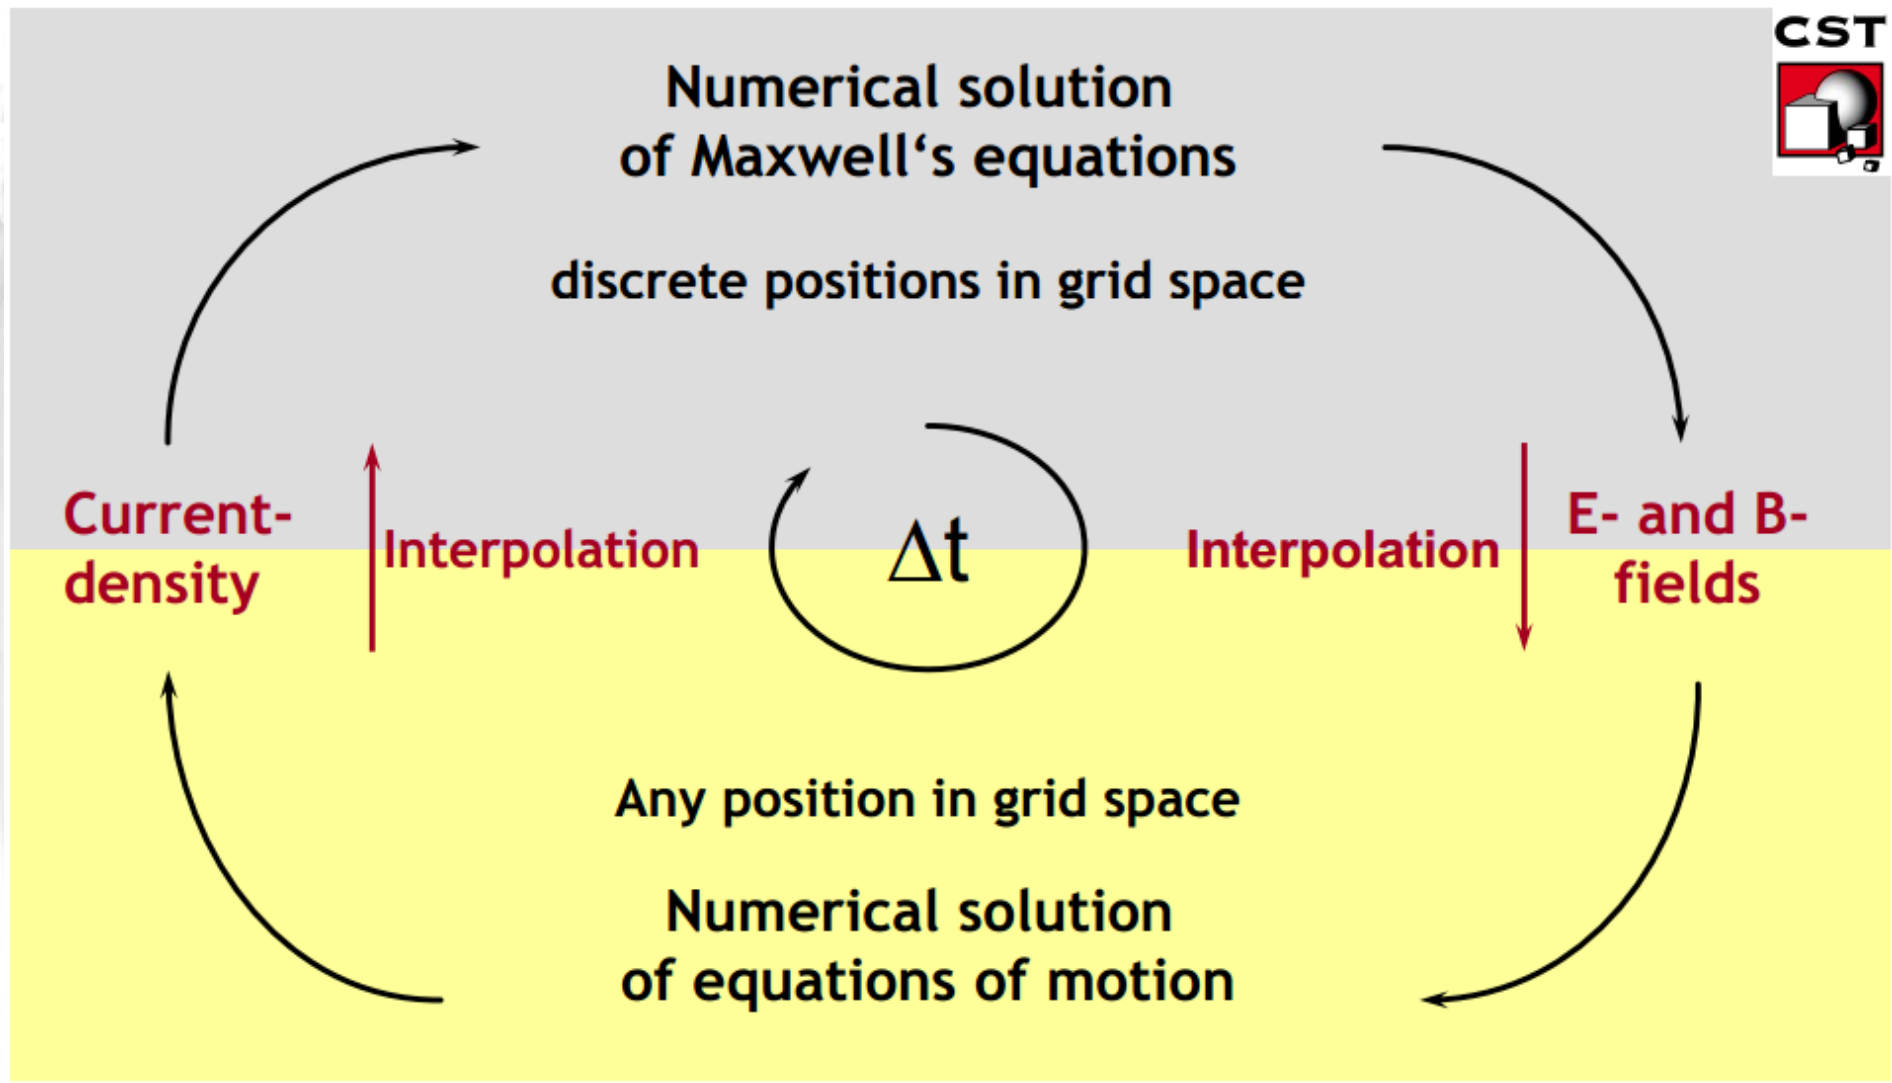 CST
Numerical solution
of Maxwell‘s equations
discrete positions in grid space
Current-
density
Interpolation
Δt
Interpolation
E- and B-
fields
Any position in grid space
Numerical solution
of equations of motion